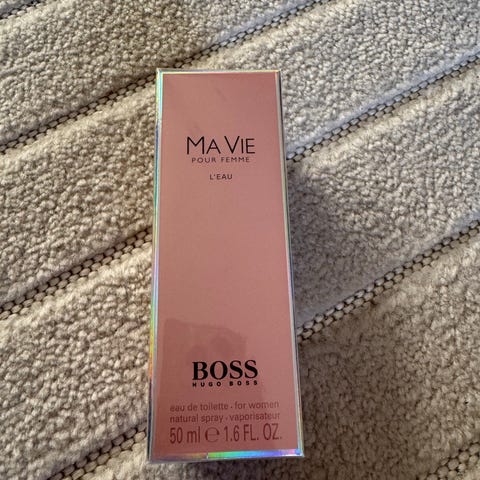 MA VIE
POUR FEMME
L'EAU
BOSS
HUGO BOSS
eau de toilette · for women
natural spray · vaporisateur
50 ml ℮ 1.6 FL. OZ.